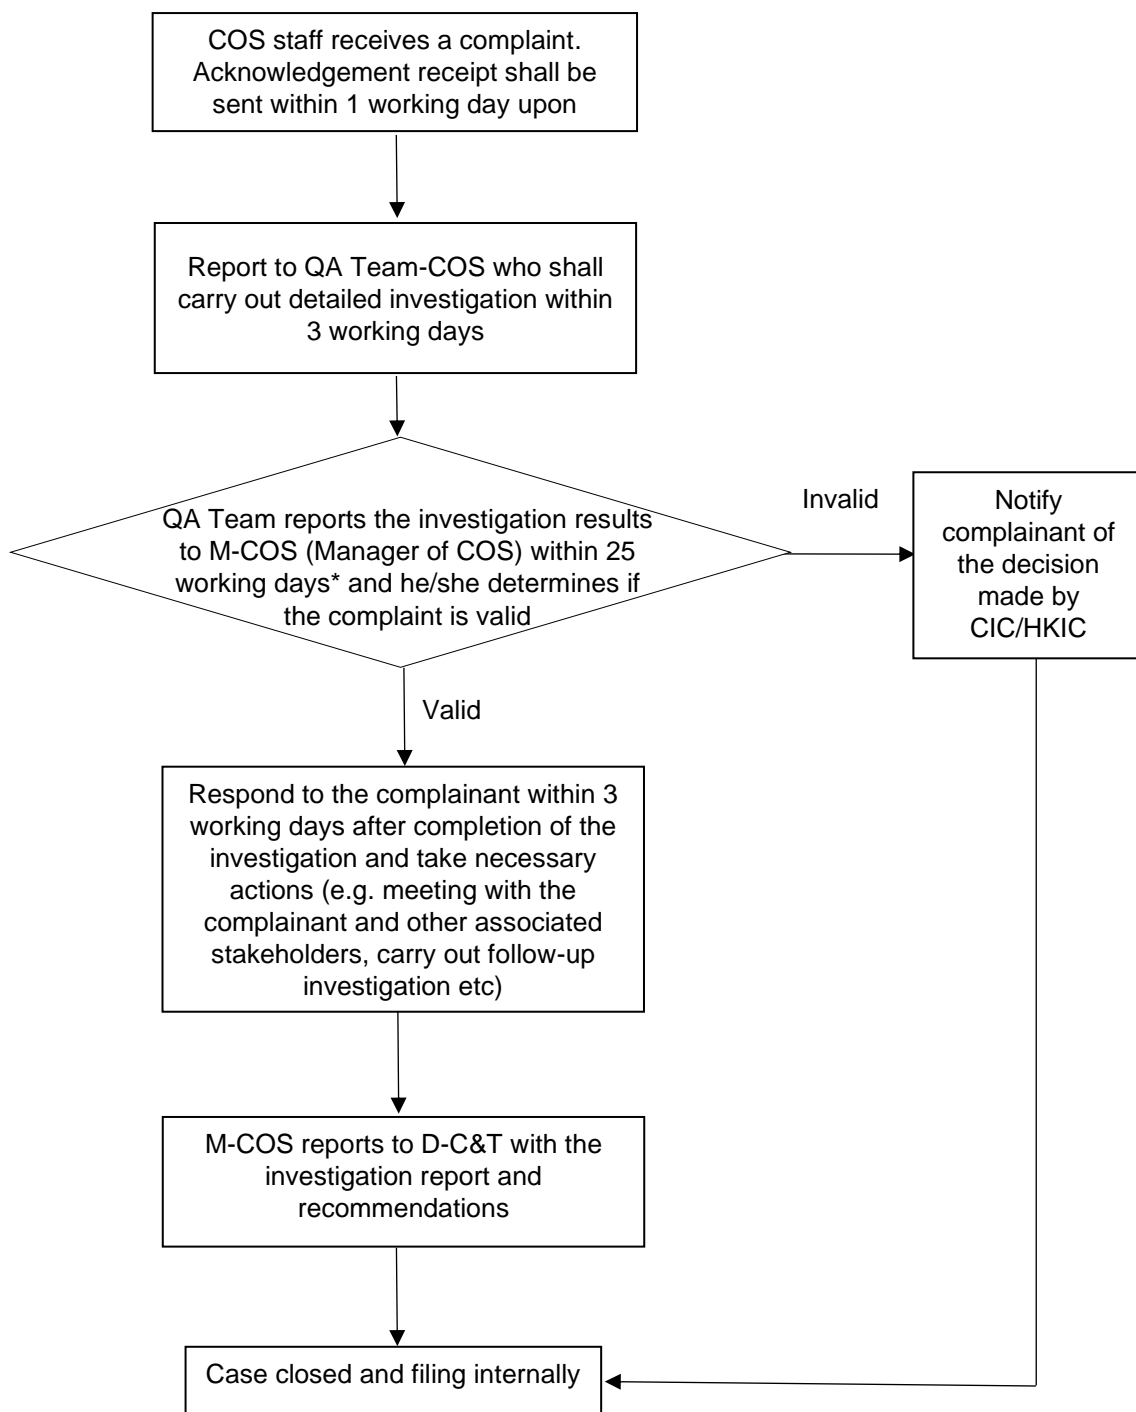 COS staff receives a complaint.
Acknowledgement receipt shall be
sent within 1 working day upon
Report to QA Team-COS who shall
carry out detailed investigation within
3 working days
QA Team reports the investigation results
to M-COS (Manager of COS) within 25
working days* and he/she determines if
the complaint is valid
Invalid
Notify
complainant of
the decision
made by
CIC/HKIC
Valid
Respond to the complainant within 3
working days after completion of the
investigation and take necessary
actions (e.g. meeting with the
complainant and other associated
stakeholders, carry out follow-up
investigation etc)
M-COS reports to D-C&T with the
investigation report and
recommendations
Case closed and filing internally